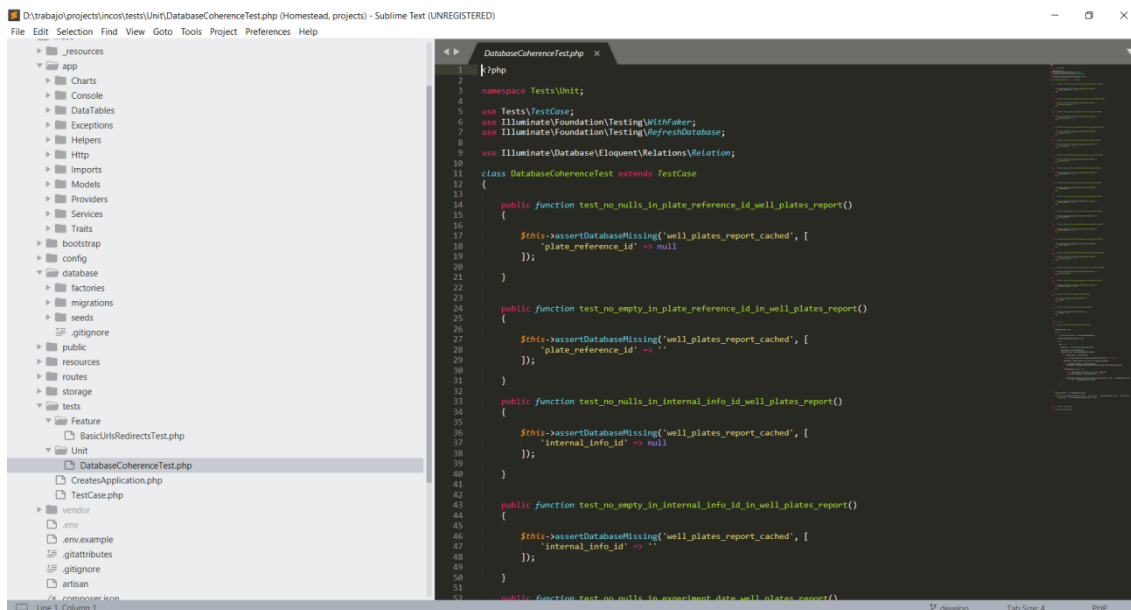 D:\trabajo\projects\incos\tests\Unit\DatabaseCoherenceTest.php (Homestead, projects) - Sublime Text (UNREGISTERED)
File Edit Selection Find View Goto Tools Project Preferences Help
_resources
app
Charts
Console
DataTables
Exceptions
Helpers
Http
Imports
Models
Providers
Services
Traits
bootstrap
config
database
factories
migrations
seeds
.gitignore
public
resources
routes
storage
tests
Feature
BasicUrlsRedirectsTest.php
Unit
DatabaseCoherenceTest.php
CreatesApplication.php
TestCase.php
vendor
.env
.env.example
.gitattributes
.gitignore
artisan
composer.json
DatabaseCoherenceTest.php ×
1 <?php
2
3 namespace Tests\Unit;
4
5 use Tests\TestCase;
6 use Illuminate\Foundation\Testing\WithFaker;
7 use Illuminate\Foundation\Testing\RefreshDatabase;
8
9 use Illuminate\Database\Eloquent\Relations\Relation;
10
11 class DatabaseCoherenceTest extends TestCase
12 {
13
14 public function test_no_nulls_in_plate_reference_id_well_plates_report()
15 {
16
17 $this->assertDatabaseMissing('well_plates_report_cached', [
18 'plate_reference_id' => null
19 ]);
20
21 }
22
23
24 public function test_no_empty_in_plate_reference_id_in_well_plates_report()
25 {
26
27 $this->assertDatabaseMissing('well_plates_report_cached', [
28 'plate_reference_id' => ''
29 ]);
30
31 }
32
33 public function test_no_nulls_in_internal_info_id_well_plates_report()
34 {
35
36 $this->assertDatabaseMissing('well_plates_report_cached', [
37 'internal_info_id' => null
38 ]);
39
40 }
41
42
43 public function test_no_empty_in_internal_info_id_in_well_plates_report()
44 {
45
46 $this->assertDatabaseMissing('well_plates_report_cached', [
47 'internal_info_id' => ''
48 ]);
49
50 }
51
52 public function test_no_nulls_in_experiment_date_well_plates_report()
Line 1, Column 1
develop
Tab Size: 4
PHP